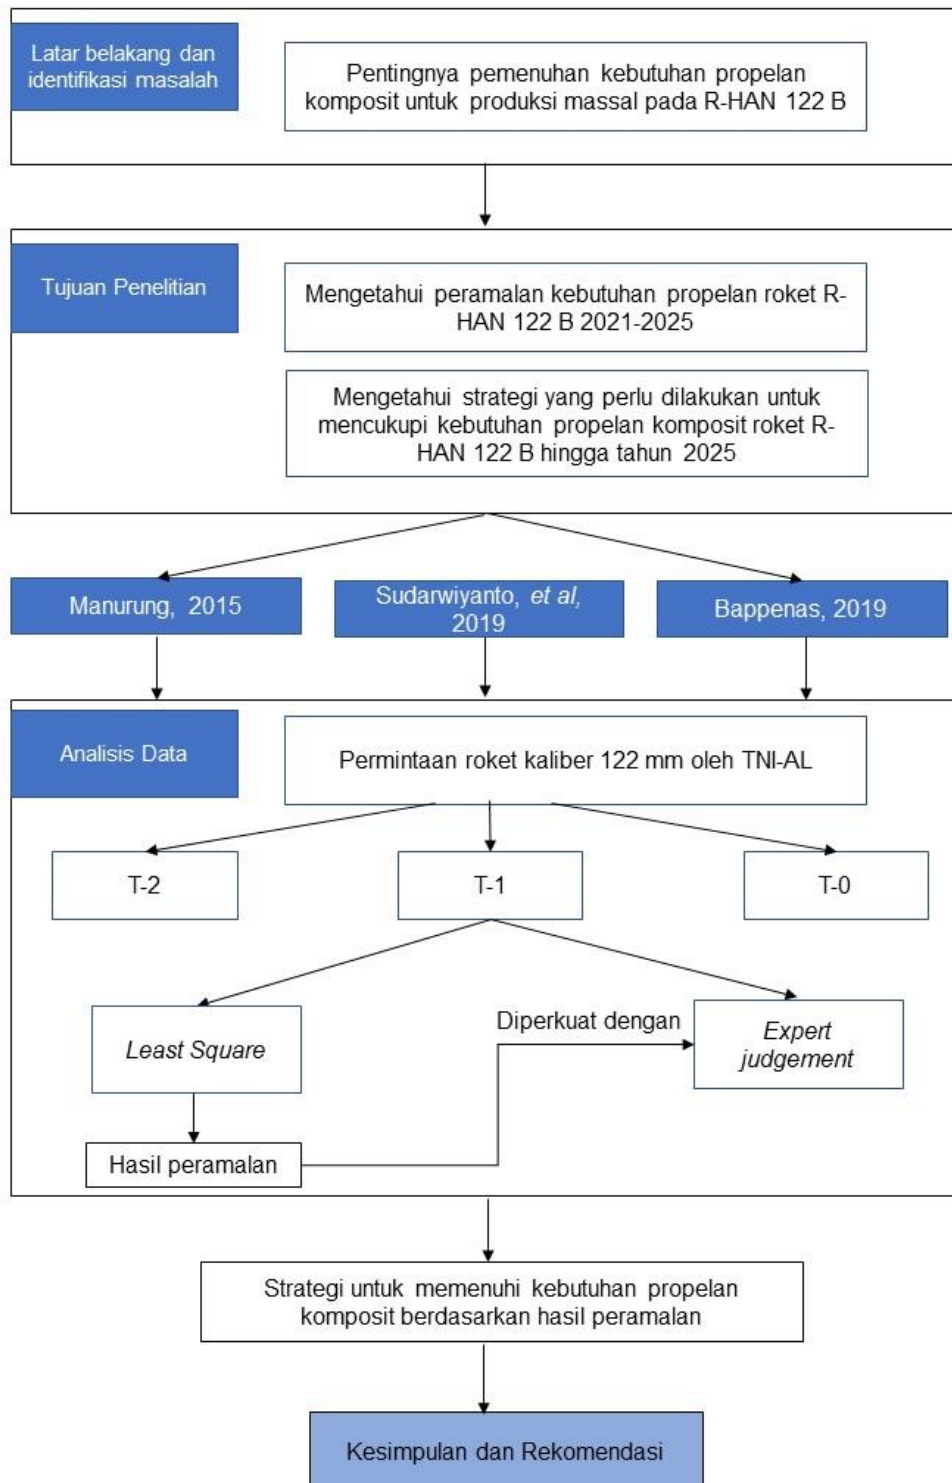 Latar belakang dan
identifikasi masalah
Pentingnya pemenuhan kebutuhan propelan
komposit untuk produksi massal pada R-HAN 122 B
Tujuan Penelitian
Mengetahui peramalan kebutuhan propelan roket R-
HAN 122 B 2021-2025
Mengetahui strategi yang perlu dilakukan untuk
mencukupi kebutuhan propelan komposit roket R-
HAN 122 B hingga tahun 2025
Manurung, 2015
Sudarwiyanto, et al,
2019
Bappenas, 2019
Analisis Data
Permintaan roket kaliber 122 mm oleh TNI-AL
T-2
T-1
T-0
Least Square
Diperkuat dengan
Expert
judgement
Hasil peramalan
Strategi untuk memenuhi kebutuhan propelan
komposit berdasarkan hasil peramalan
Kesimpulan dan Rekomendasi